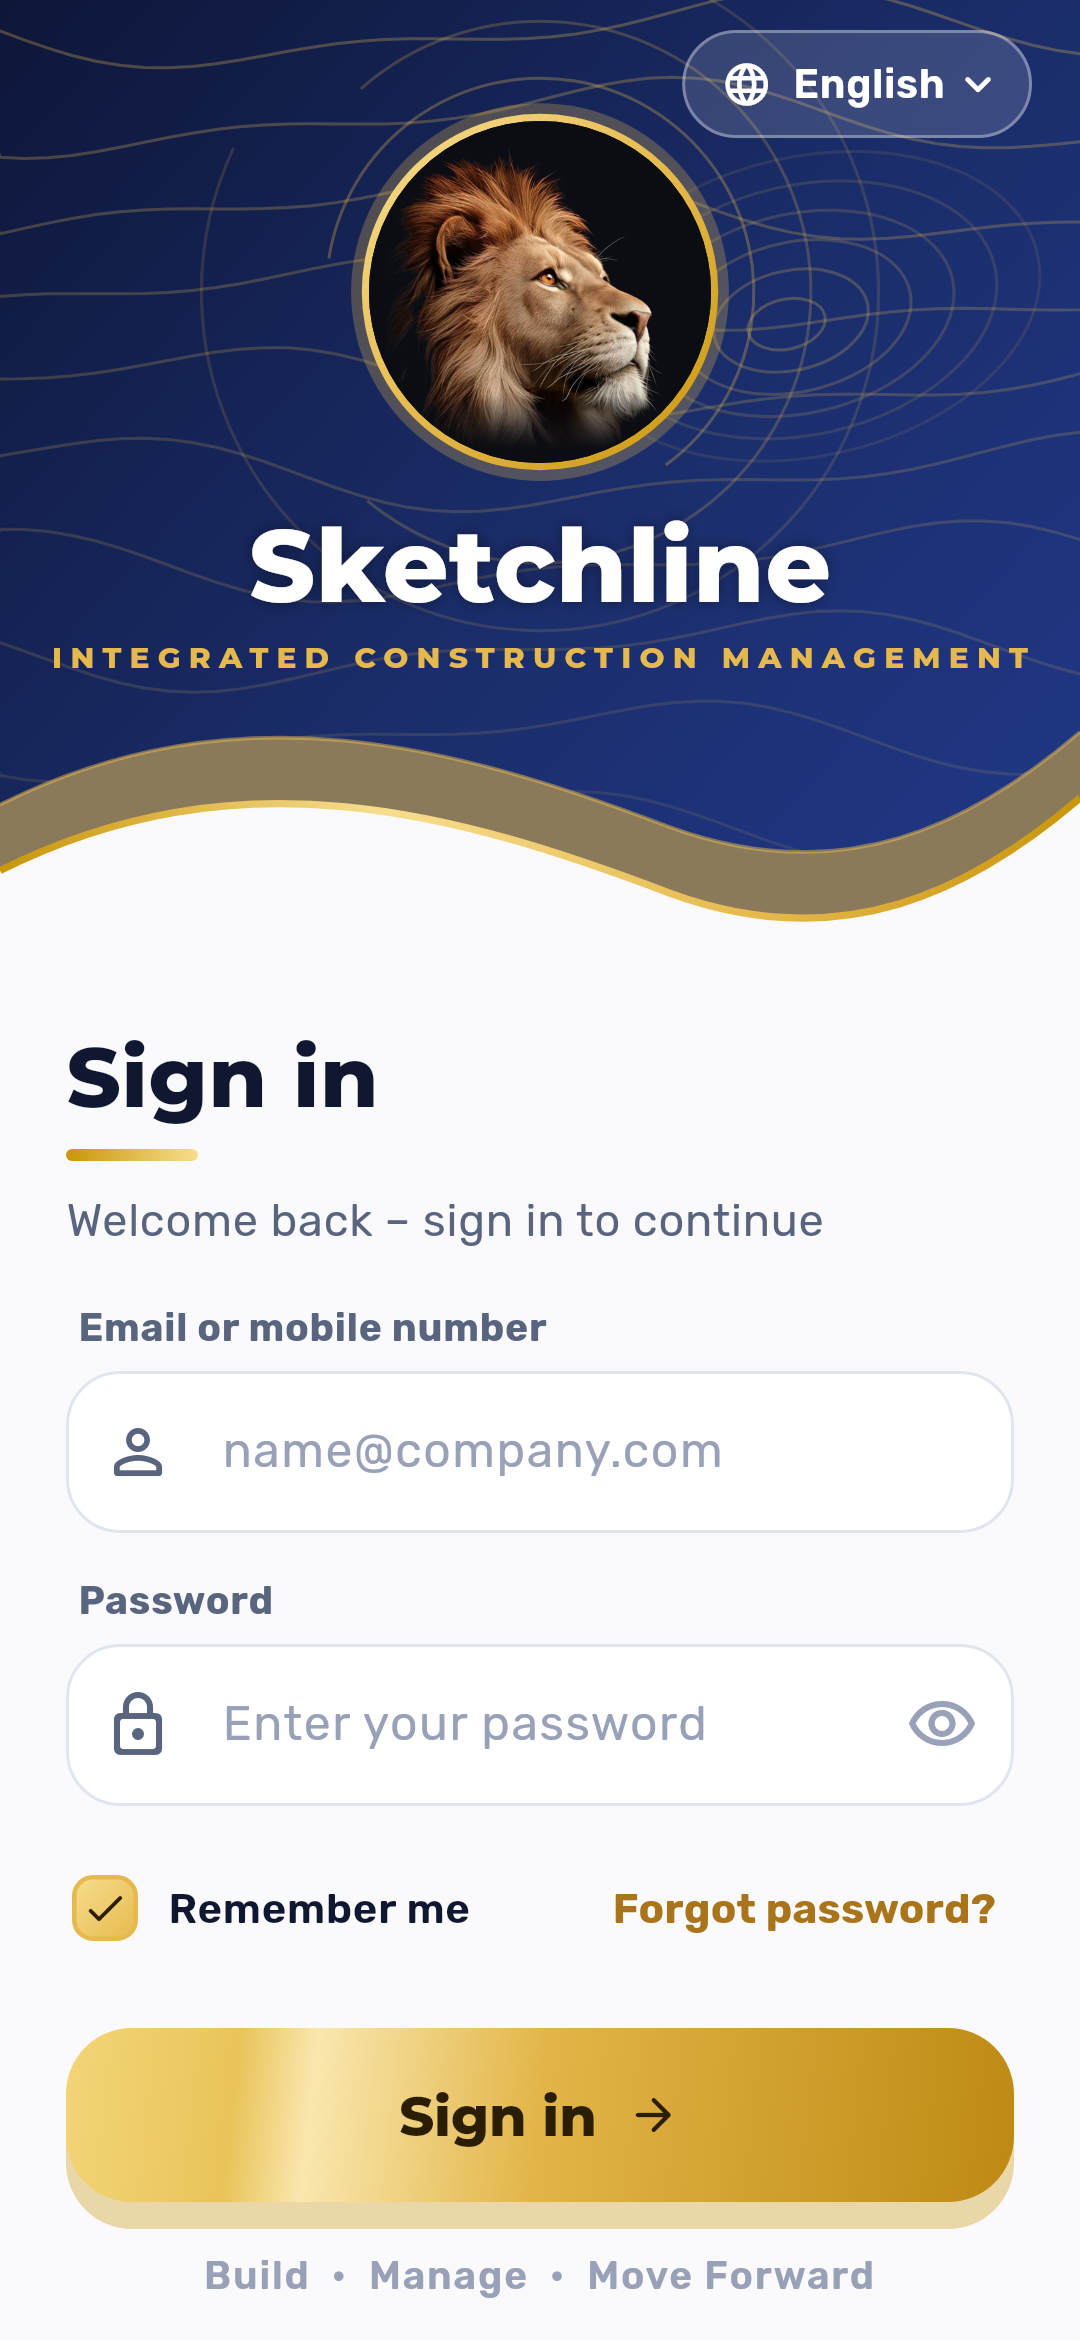 English
Sketchline
INTEGRATED CONSTRUCTION MANAGEMENT
Sign in
Welcome back – sign in to continue
Email or mobile number
name@company.com
Password
Enter your password
Remember me
Forgot password?
Sign in
Build • Manage • Move Forward